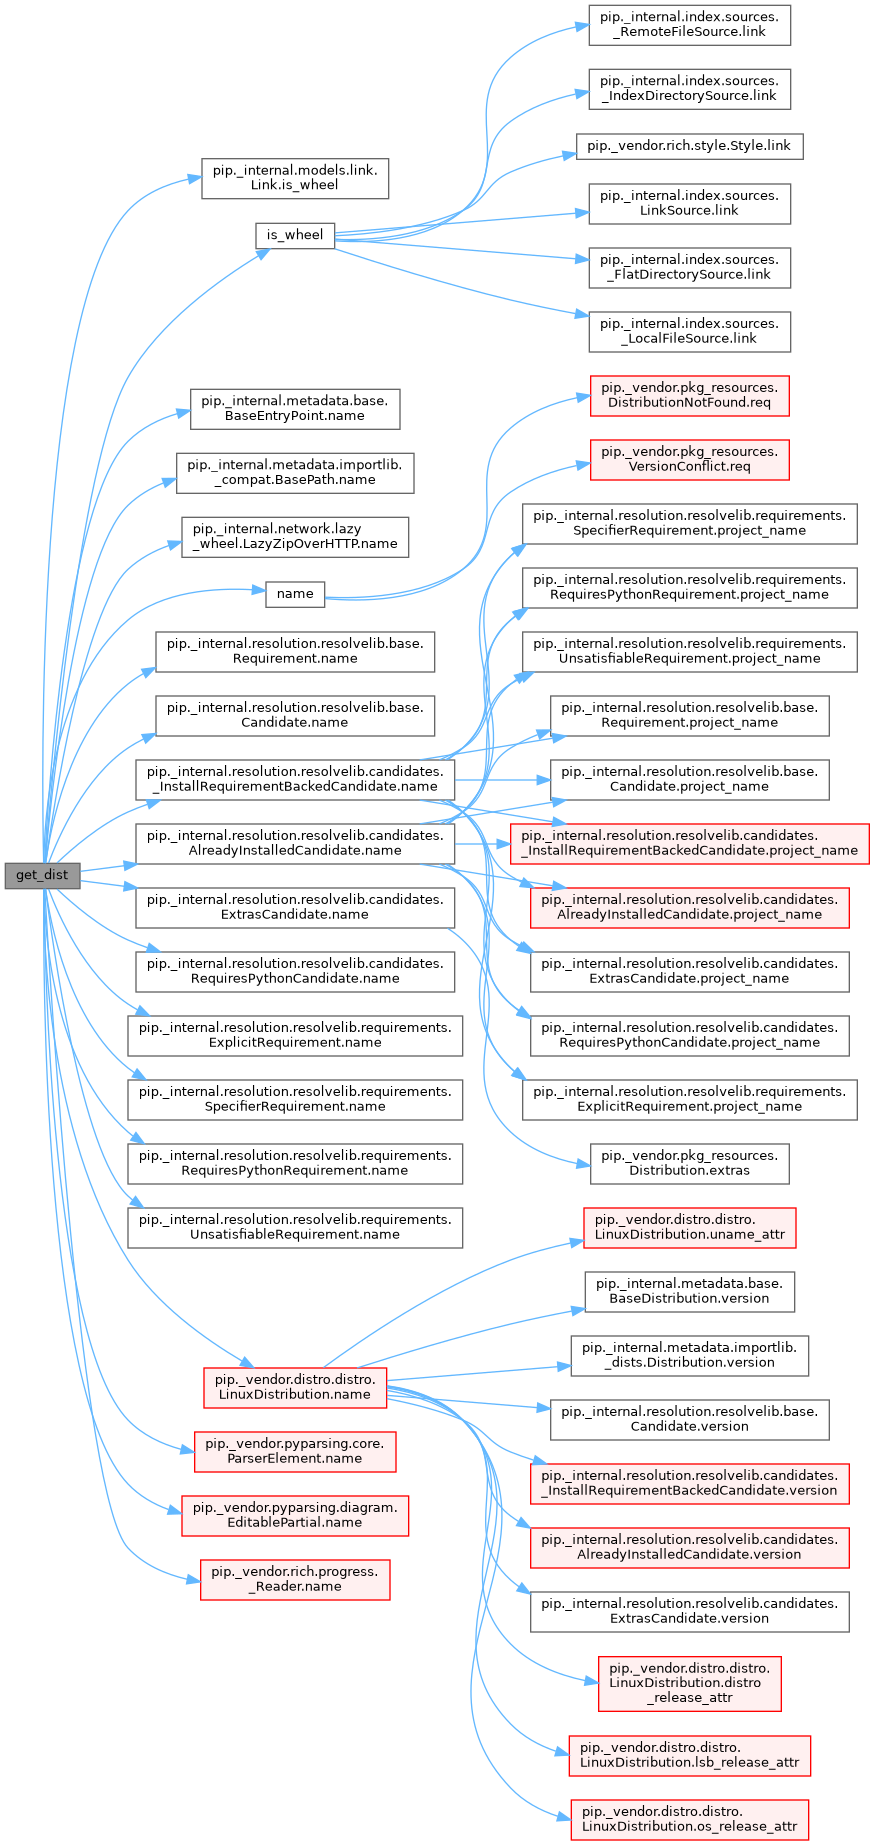 pip._internal.index.sources.
_RemoteFileSource.link
pip._internal.index.sources.
_IndexDirectorySource.link
pip._vendor.rich.style.Style.link
pip._internal.models.link.
Link.is_wheel
pip._internal.index.sources.
LinkSource.link
is_wheel
pip._internal.index.sources.
_FlatDirectorySource.link
pip._internal.index.sources.
_LocalFileSource.link
pip._internal.metadata.base.
BaseEntryPoint.name
pip._vendor.pkg_resources.
DistributionNotFound.req
pip._internal.metadata.importlib.
_compat.BasePath.name
pip._vendor.pkg_resources.
VersionConflict.req
pip._internal.network.lazy
_wheel.LazyZipOverHTTP.name
pip._internal.resolution.resolvelib.requirements.
SpecifierRequirement.project_name
name
pip._internal.resolution.resolvelib.requirements.
RequiresPythonRequirement.project_name
pip._internal.resolution.resolvelib.base.
Requirement.name
pip._internal.resolution.resolvelib.requirements.
UnsatisfiableRequirement.project_name
pip._internal.resolution.resolvelib.base.
Candidate.name
pip._internal.resolution.resolvelib.base.
Requirement.project_name
pip._internal.resolution.resolvelib.candidates.
_InstallRequirementBackedCandidate.name
pip._internal.resolution.resolvelib.base.
Candidate.project_name
pip._internal.resolution.resolvelib.candidates.
AlreadyInstalledCandidate.name
pip._internal.resolution.resolvelib.candidates.
_InstallRequirementBackedCandidate.project_name
get_dist
pip._internal.resolution.resolvelib.candidates.
ExtrasCandidate.name
pip._internal.resolution.resolvelib.candidates.
AlreadyInstalledCandidate.project_name
pip._internal.resolution.resolvelib.candidates.
RequiresPythonCandidate.name
pip._internal.resolution.resolvelib.candidates.
ExtrasCandidate.project_name
pip._internal.resolution.resolvelib.requirements.
ExplicitRequirement.name
pip._internal.resolution.resolvelib.candidates.
RequiresPythonCandidate.project_name
pip._internal.resolution.resolvelib.requirements.
SpecifierRequirement.name
pip._internal.resolution.resolvelib.requirements.
ExplicitRequirement.project_name
pip._internal.resolution.resolvelib.requirements.
RequiresPythonRequirement.name
pip._vendor.pkg_resources.
Distribution.extras
pip._internal.resolution.resolvelib.requirements.
UnsatisfiableRequirement.name
pip._vendor.distro.distro.
LinuxDistribution.uname_attr
pip._internal.metadata.base.
BaseDistribution.version
pip._internal.metadata.importlib.
_dists.Distribution.version
pip._vendor.distro.distro.
LinuxDistribution.name
pip._internal.resolution.resolvelib.base.
Candidate.version
pip._vendor.pyparsing.core.
ParserElement.name
pip._internal.resolution.resolvelib.candidates.
_InstallRequirementBackedCandidate.version
pip._vendor.pyparsing.diagram.
EditablePartial.name
pip._internal.resolution.resolvelib.candidates.
AlreadyInstalledCandidate.version
pip._vendor.rich.progress.
_Reader.name
pip._internal.resolution.resolvelib.candidates.
ExtrasCandidate.version
pip._vendor.distro.distro.
LinuxDistribution.distro
_release_attr
pip._vendor.distro.distro.
LinuxDistribution.lsb_release_attr
pip._vendor.distro.distro.
LinuxDistribution.os_release_attr